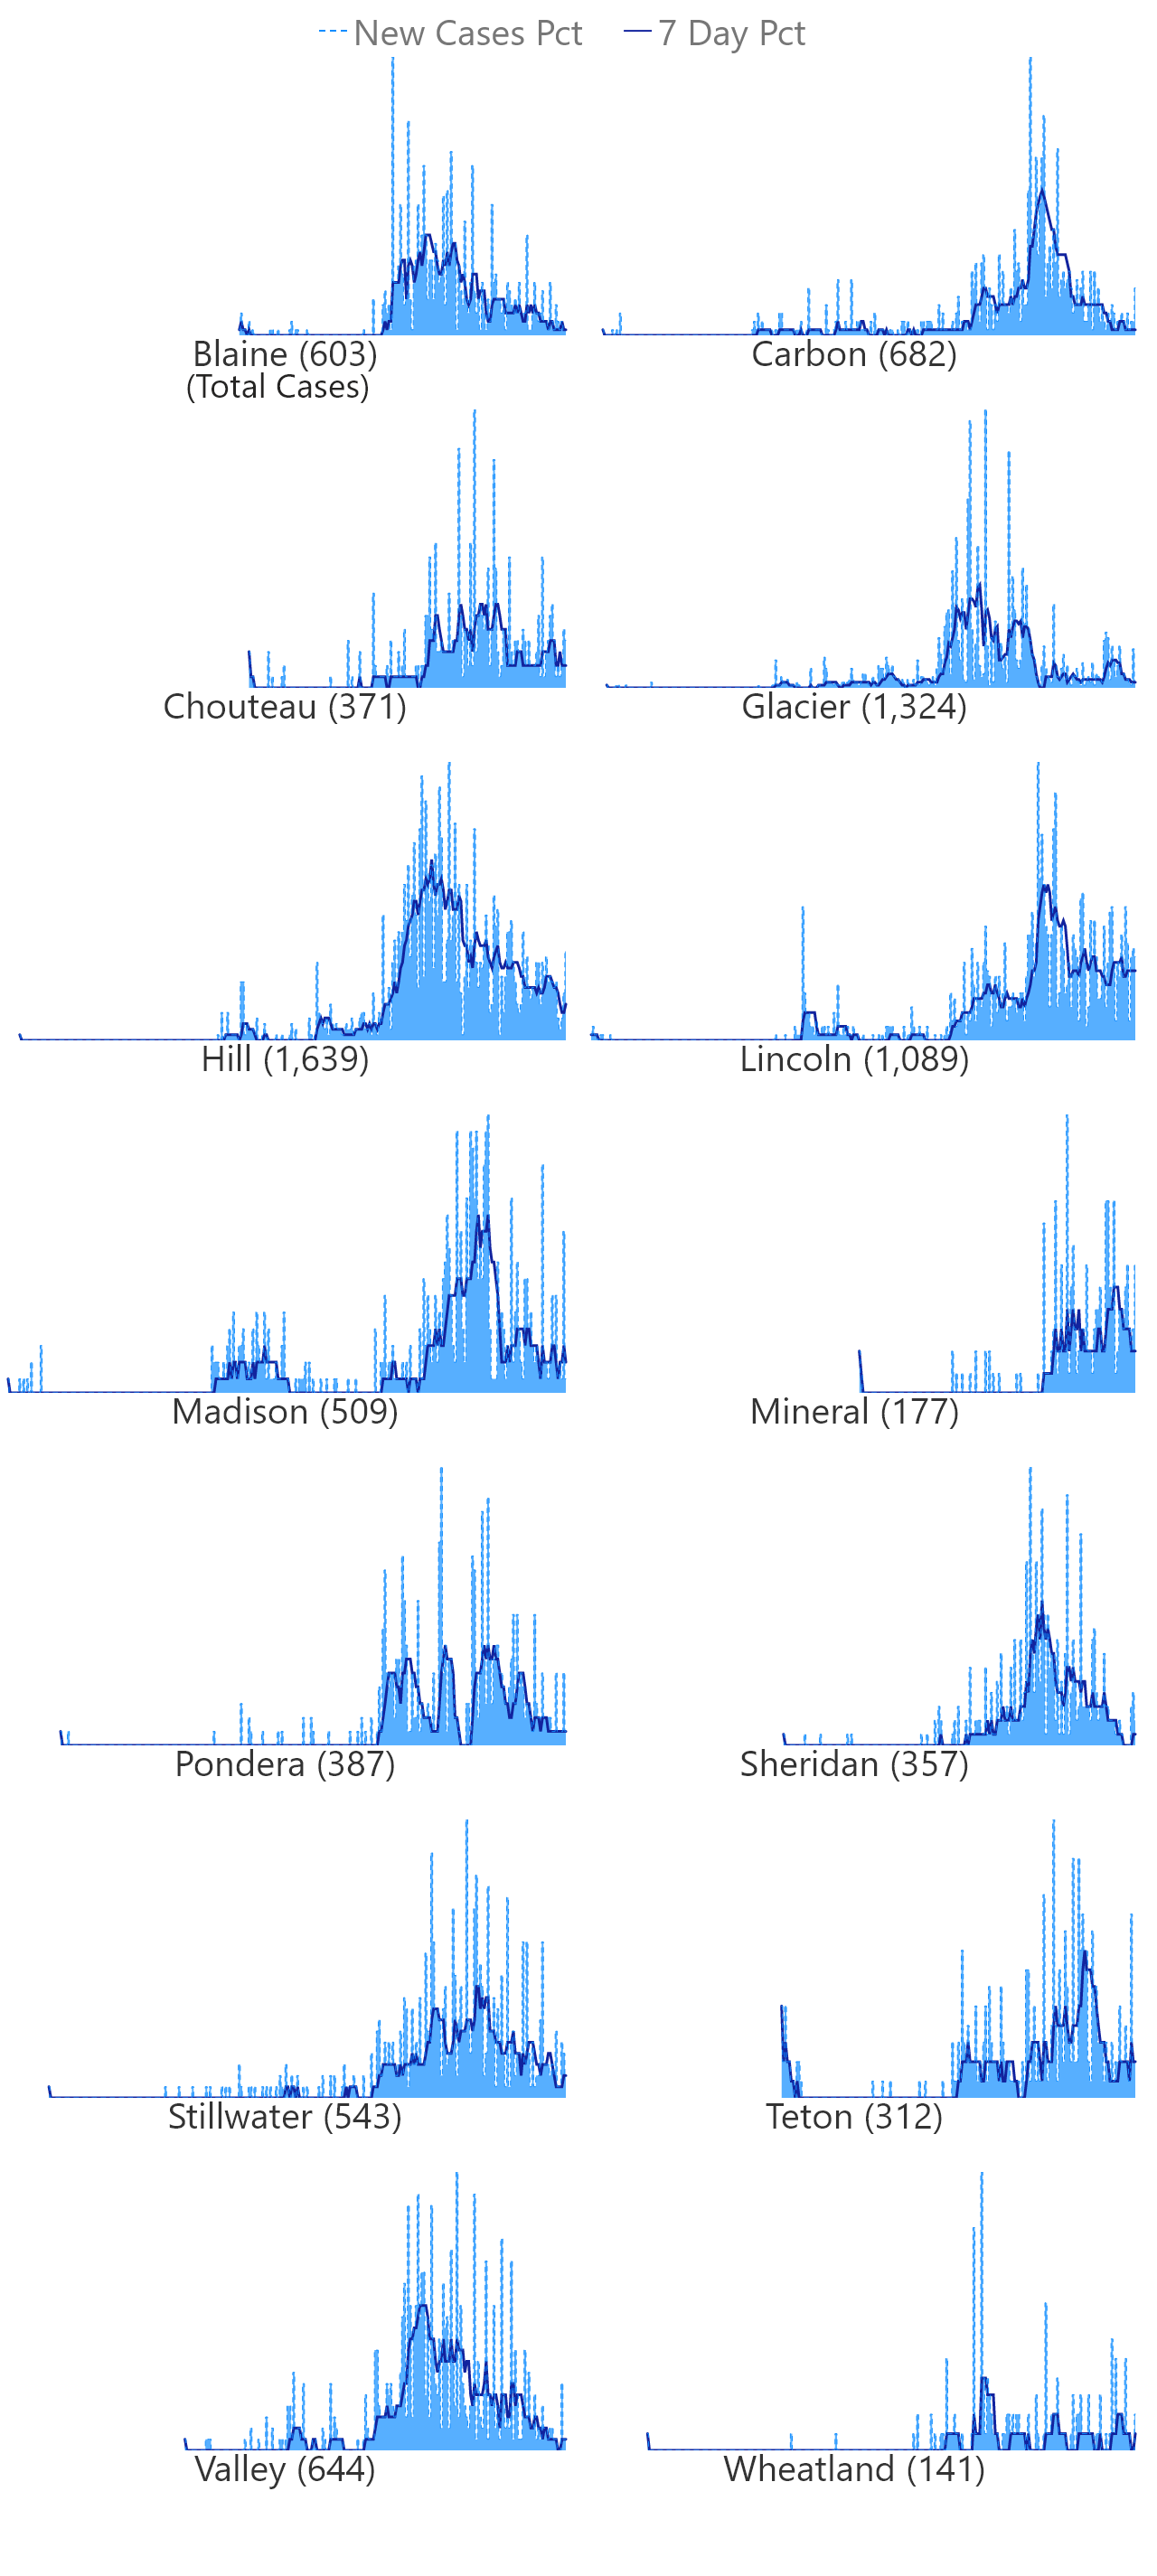 New Cases Pct 7 Day Pct
Blaine (603) Carbon (682)
(Total Cases)
Chouteau (371) Glacier (1,324)
Hill (1,639) Lincoln (1,089)
Madison (509) Mineral (177)
Pondera (387) Sheridan (357)
Stillwater (543) Teton (312)
Valley (644) Wheatland (141)